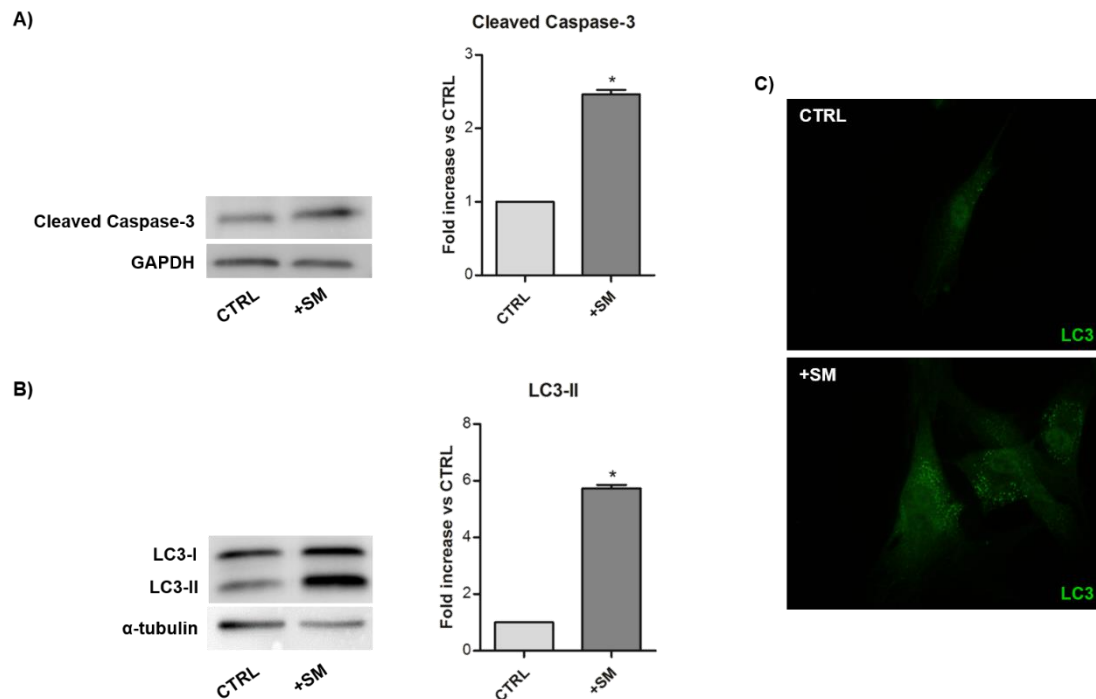 A)
Cleaved Caspase-3
GAPDH
CTRL
+SM
Cleaved Caspase-3
Fold increase vs CTRL
3
2
1
0
*
CTRL
+SM
B)
LC3-I
LC3-II
α-tubulin
CTRL
+SM
LC3-II
Fold increase vs CTRL
8
6
4
2
0
*
CTRL
+SM
C)
CTRL
LC3
+SM
LC3